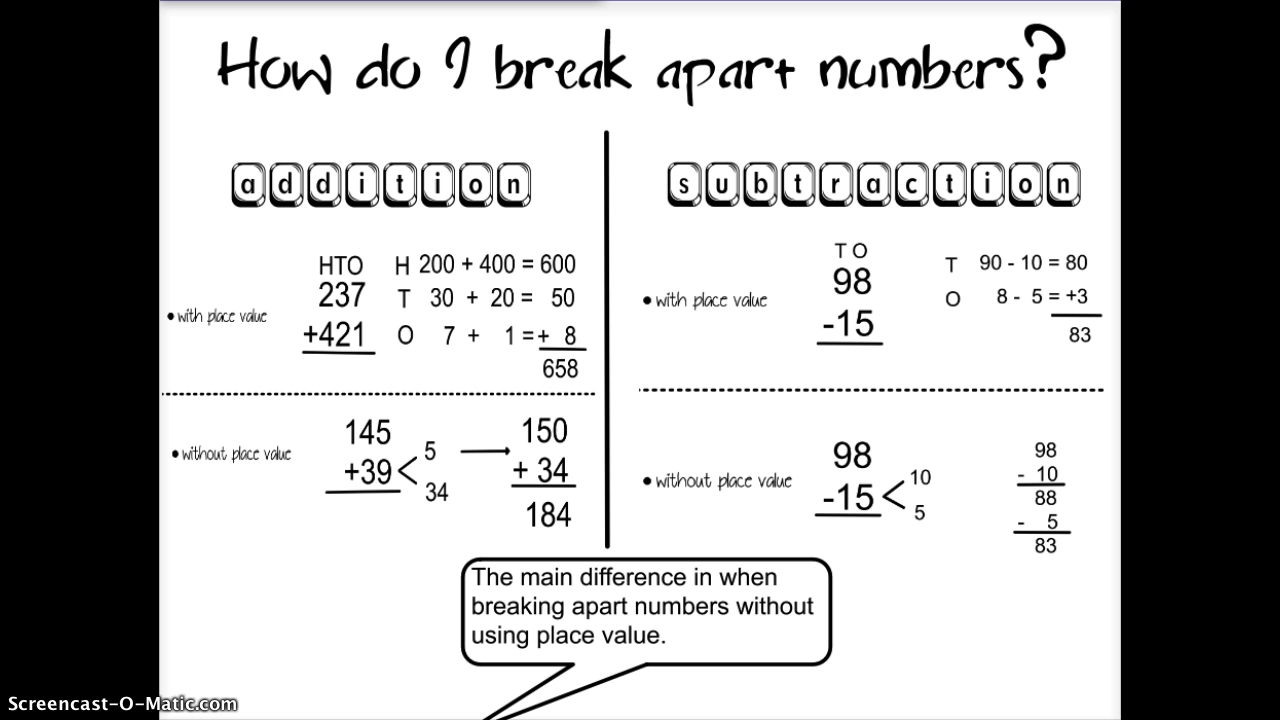 How do I break apart numbers?
addition
HTO
237
+421
H 200 + 400 = 600
T 30 + 20 = 50
O 7 + 1 = + 8
658
• with place value
• without place value
145
+39 < 5
34
150
+ 34
184
subtraction
• with place value
T O
98
-15
T 90 - 10 = 80
O 8 - 5 = +3
83
• without place value
98
-15 < 10
5
98
- 10
88
- 5
83
The main difference in when
breaking apart numbers without
using place value.
Screencast-O-Matic.com